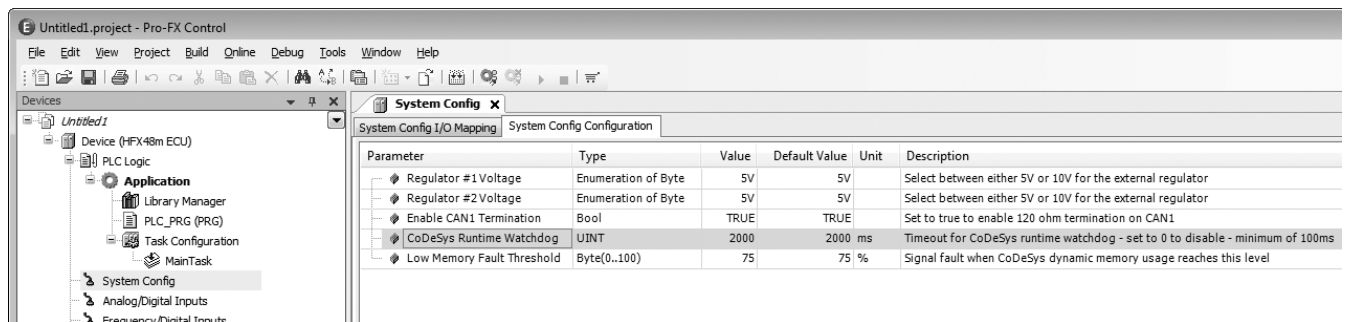 Untitled1.project - Pro-FX Control
File Edit View Project Build Online Debug Tools Window Help
Devices
Untitled1
Device (HFX48m ECU)
PLC Logic
Application
Library Manager
PLC_PRG (PRG)
Task Configuration
MainTask
System Config
Analog/Digital Inputs
Frequency/Digital Inputs
System Config
System Config I/O Mapping System Config Configuration
Parameter Type Value Default Value Unit Description
Regulator #1 Voltage Enumeration of Byte 5V 5V Select between either 5V or 10V for the external regulator
Regulator #2 Voltage Enumeration of Byte 5V 5V Select between either 5V or 10V for the external regulator
Enable CAN1 Termination Bool TRUE TRUE Set to true to enable 120 ohm termination on CAN1
CoDeSys Runtime Watchdog UINT 2000 2000 ms Timeout for CoDeSys runtime watchdog - set to 0 to disable - minimum of 100ms
Low Memory Fault Threshold Byte(0..100) 75 75 % Signal fault when CoDeSys dynamic memory usage reaches this level